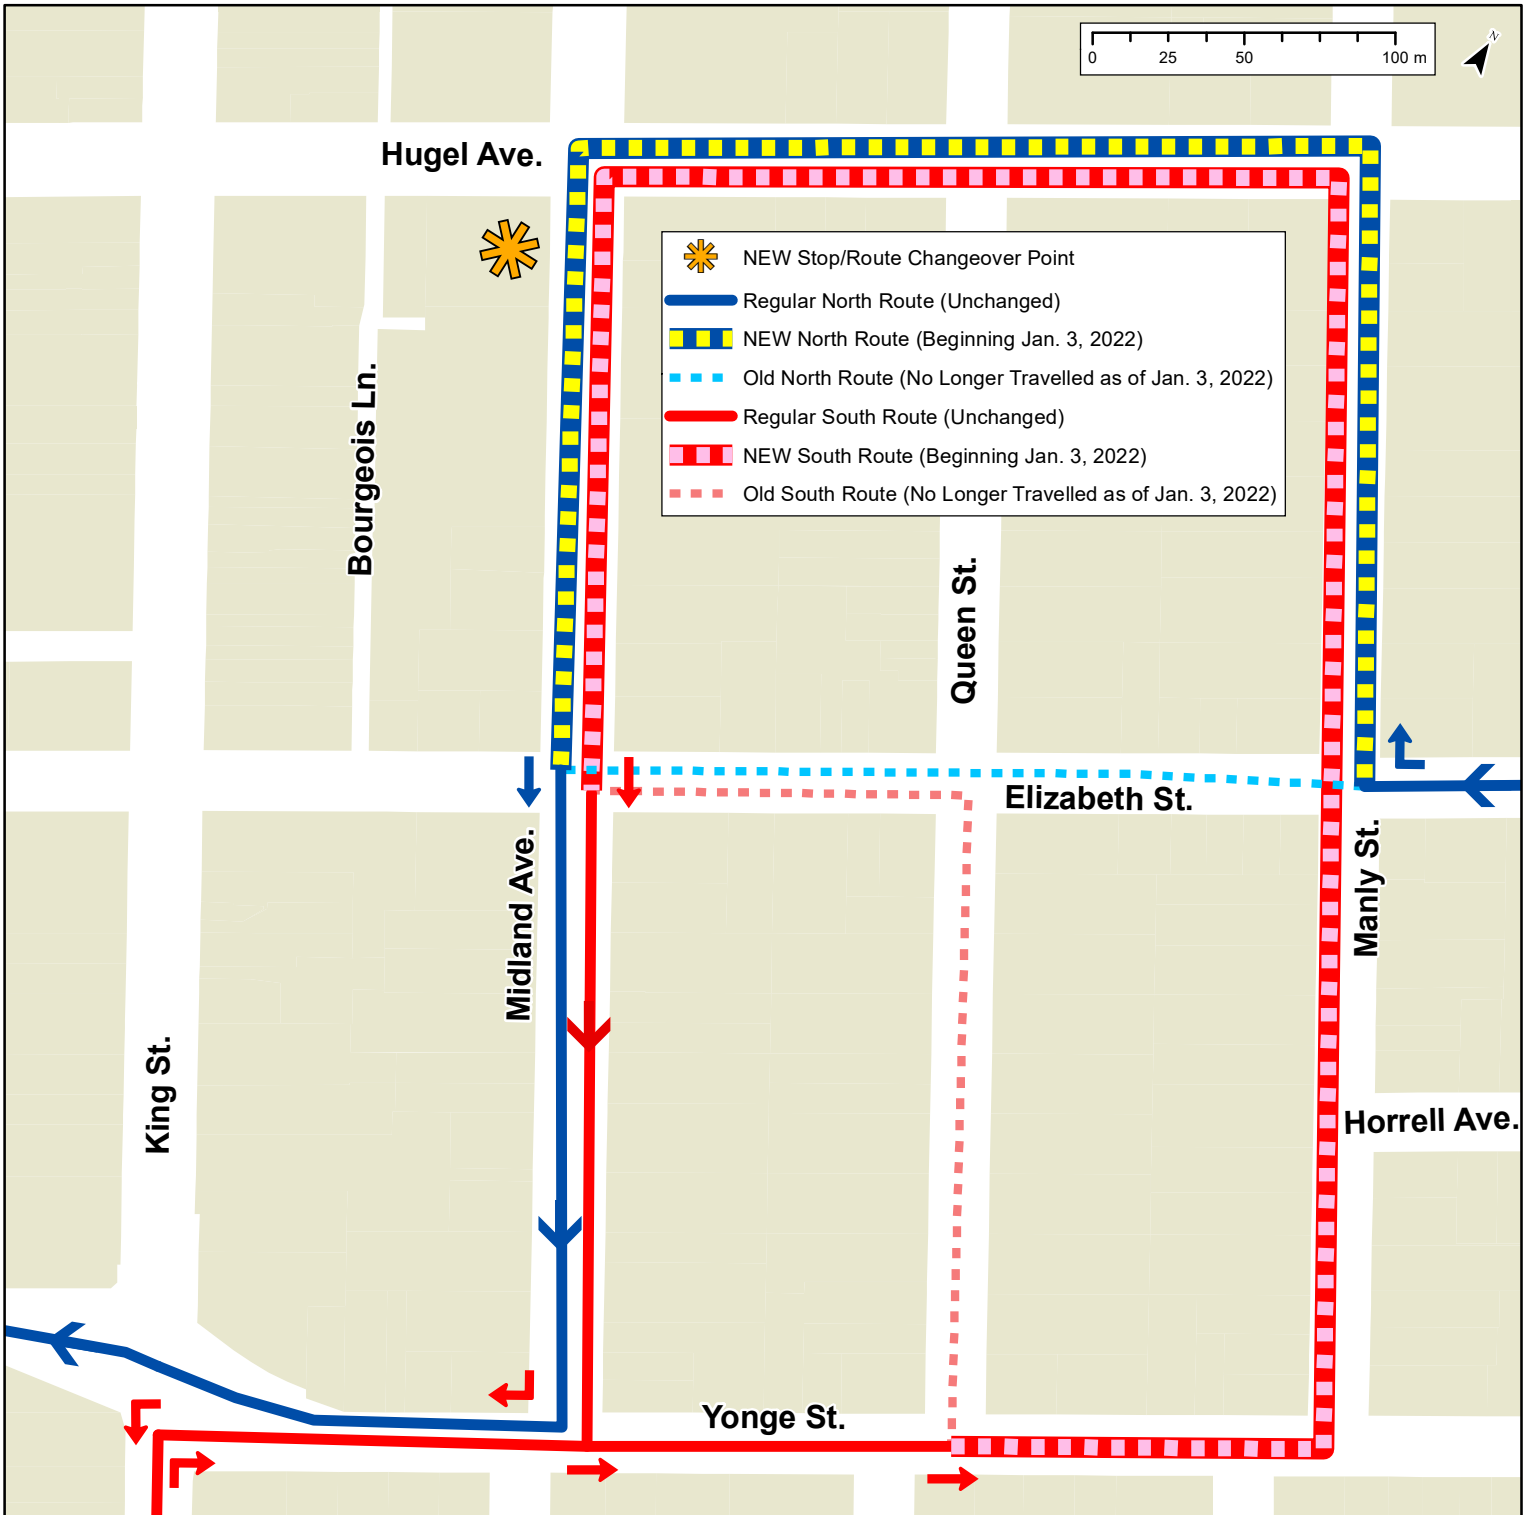 0 25 50 100 m
N
Hugel Ave.
NEW Stop/Route Changeover Point
Regular North Route (Unchanged)
NEW North Route (Beginning Jan. 3, 2022)
Old North Route (No Longer Travelled as of Jan. 3, 2022)
Regular South Route (Unchanged)
NEW South Route (Beginning Jan. 3, 2022)
Old South Route (No Longer Travelled as of Jan. 3, 2022)
Bourgeois Ln.
Queen St.
Elizabeth St.
Midland Ave.
Manly St.
King St.
Horrell Ave.
Yonge St.